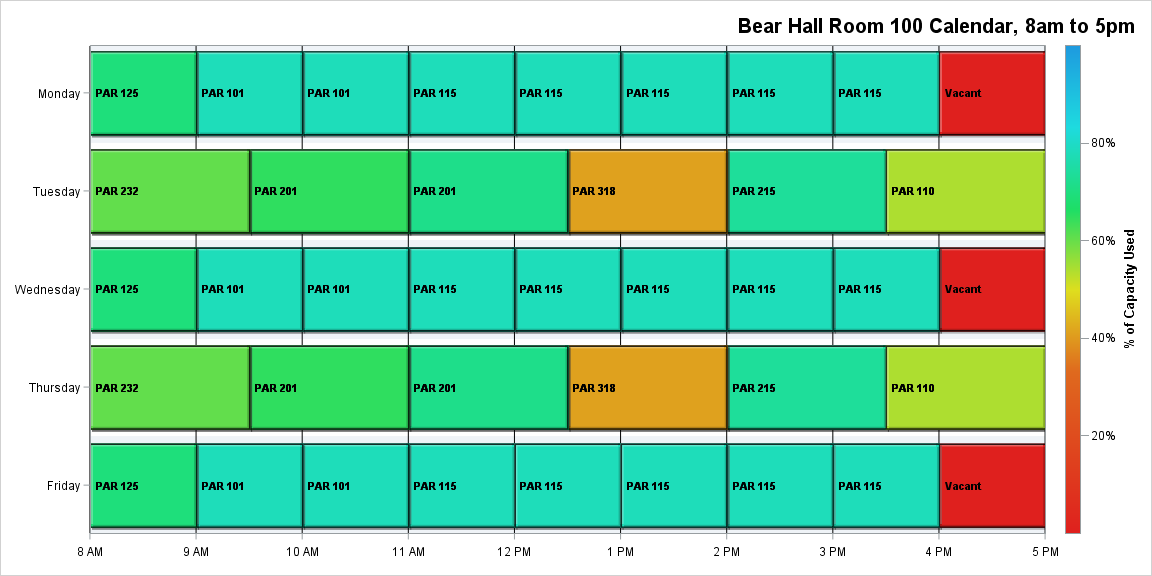 Bear Hall Room 100 Calendar, 8am to 5pm
Monday PAR 125 PAR 101 PAR 101 PAR 115 PAR 115 PAR 115 PAR 115 PAR 115 Vacant
80%
Tuesday PAR 232 PAR 201 PAR 201 PAR 318 PAR 215 PAR 110
60%
% of Capacity Used
Wednesday PAR 125 PAR 101 PAR 101 PAR 115 PAR 115 PAR 115 PAR 115 PAR 115 Vacant
40%
Thursday PAR 232 PAR 201 PAR 201 PAR 318 PAR 215 PAR 110
20%
Friday PAR 125 PAR 101 PAR 101 PAR 115 PAR 115 PAR 115 PAR 115 PAR 115 Vacant
8 AM 9 AM 10 AM 11 AM 12 PM 1 PM 2 PM 3 PM 4 PM 5 PM